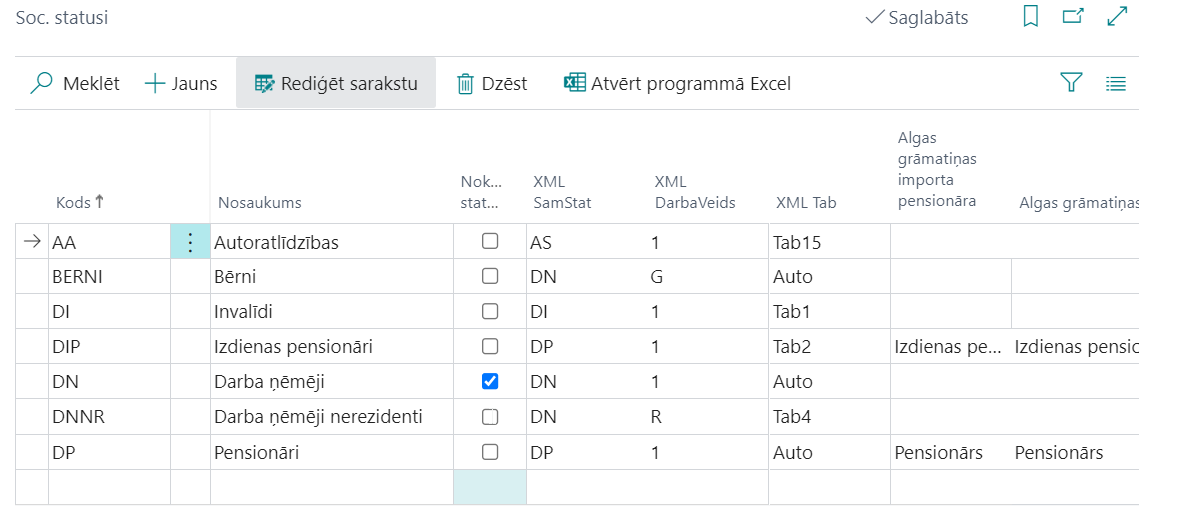 Soc. statusi
Saglabāts
Meklēt Jauns Rediģēt sarakstu Dzēst Atvērt programmā Excel
Kods Nosaukums Nok... stat... XML SamStat XML DarbaVeids XML Tab Algas grāmatiņas importa pensionāra Algas grāmatiņas
AA Autoratlīdzības AS 1 Tab15
BERNI Bērni DN G Auto
DI Invalīdi DI 1 Tab1
DIP Izdienas pensionāri DP 1 Tab2 Izdienas pe... Izdienas pensic
DN Darba ņēmēji DN 1 Auto
DNNR Darba ņēmēji nerezidenti DN R Tab4
DP Pensionāri DP 1 Auto Pensionārs Pensionārs